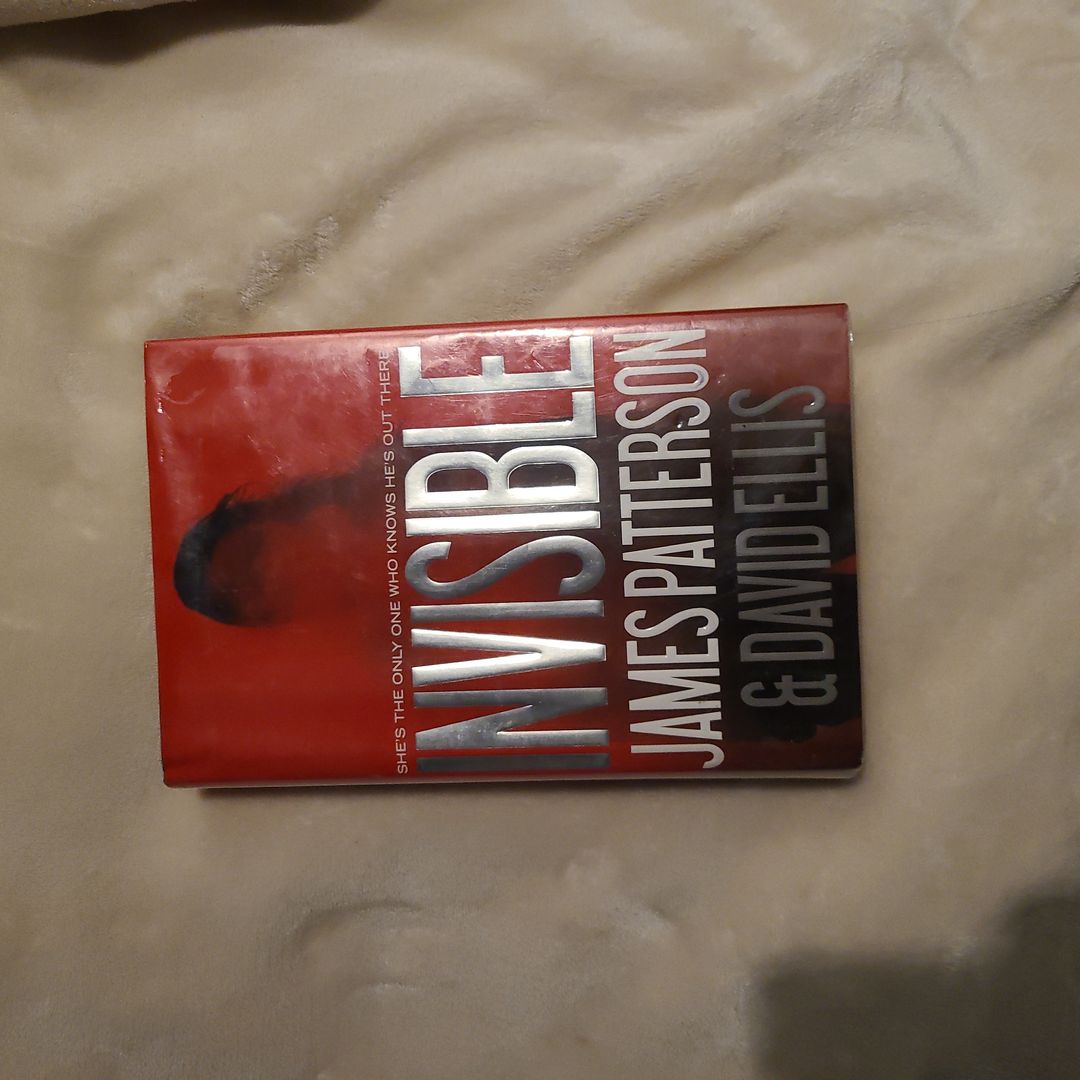 SHE'S THE ONLY ONE WHO KNOWS HE'S OUT THERE
INVISIBLE
JAMES PATTERSON
& DAVID ELLIS